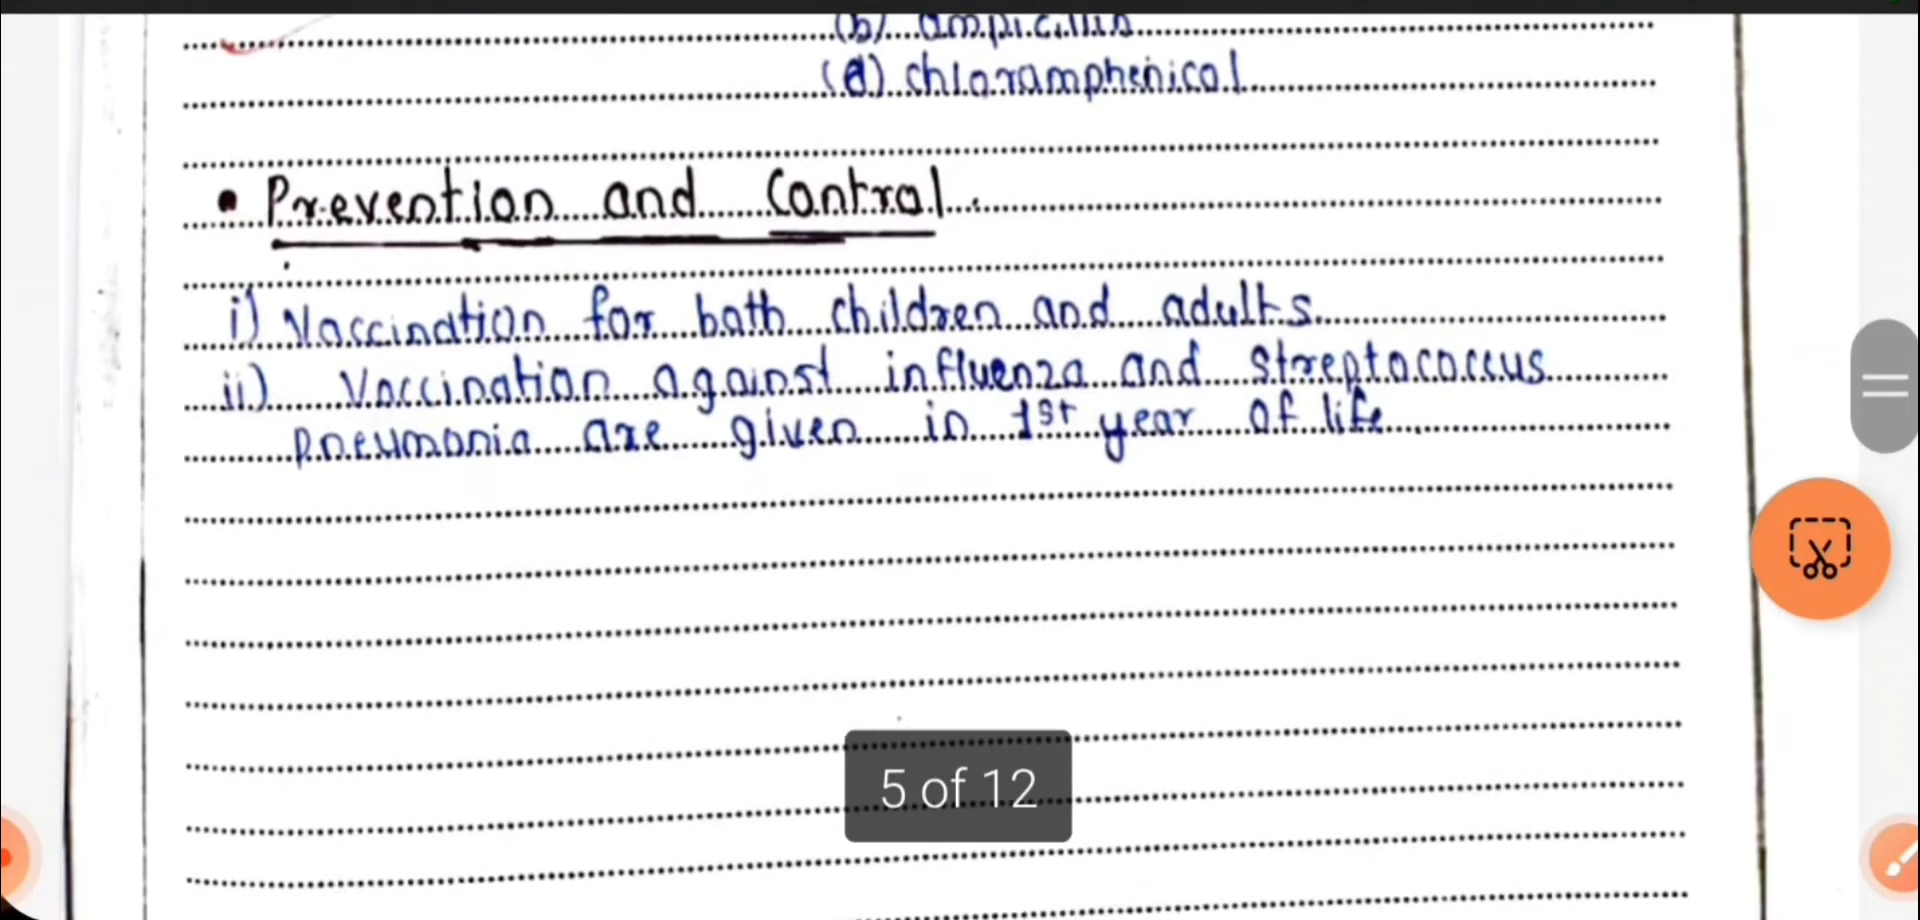 (b) ampicillin
(d) chloramphenical
• Prevention and Control.
i) Vaccination for both children and adults.
ii) Vaccination against influenza and Streptococcus
pneumonia are given in 1st year of life.
5 of 12